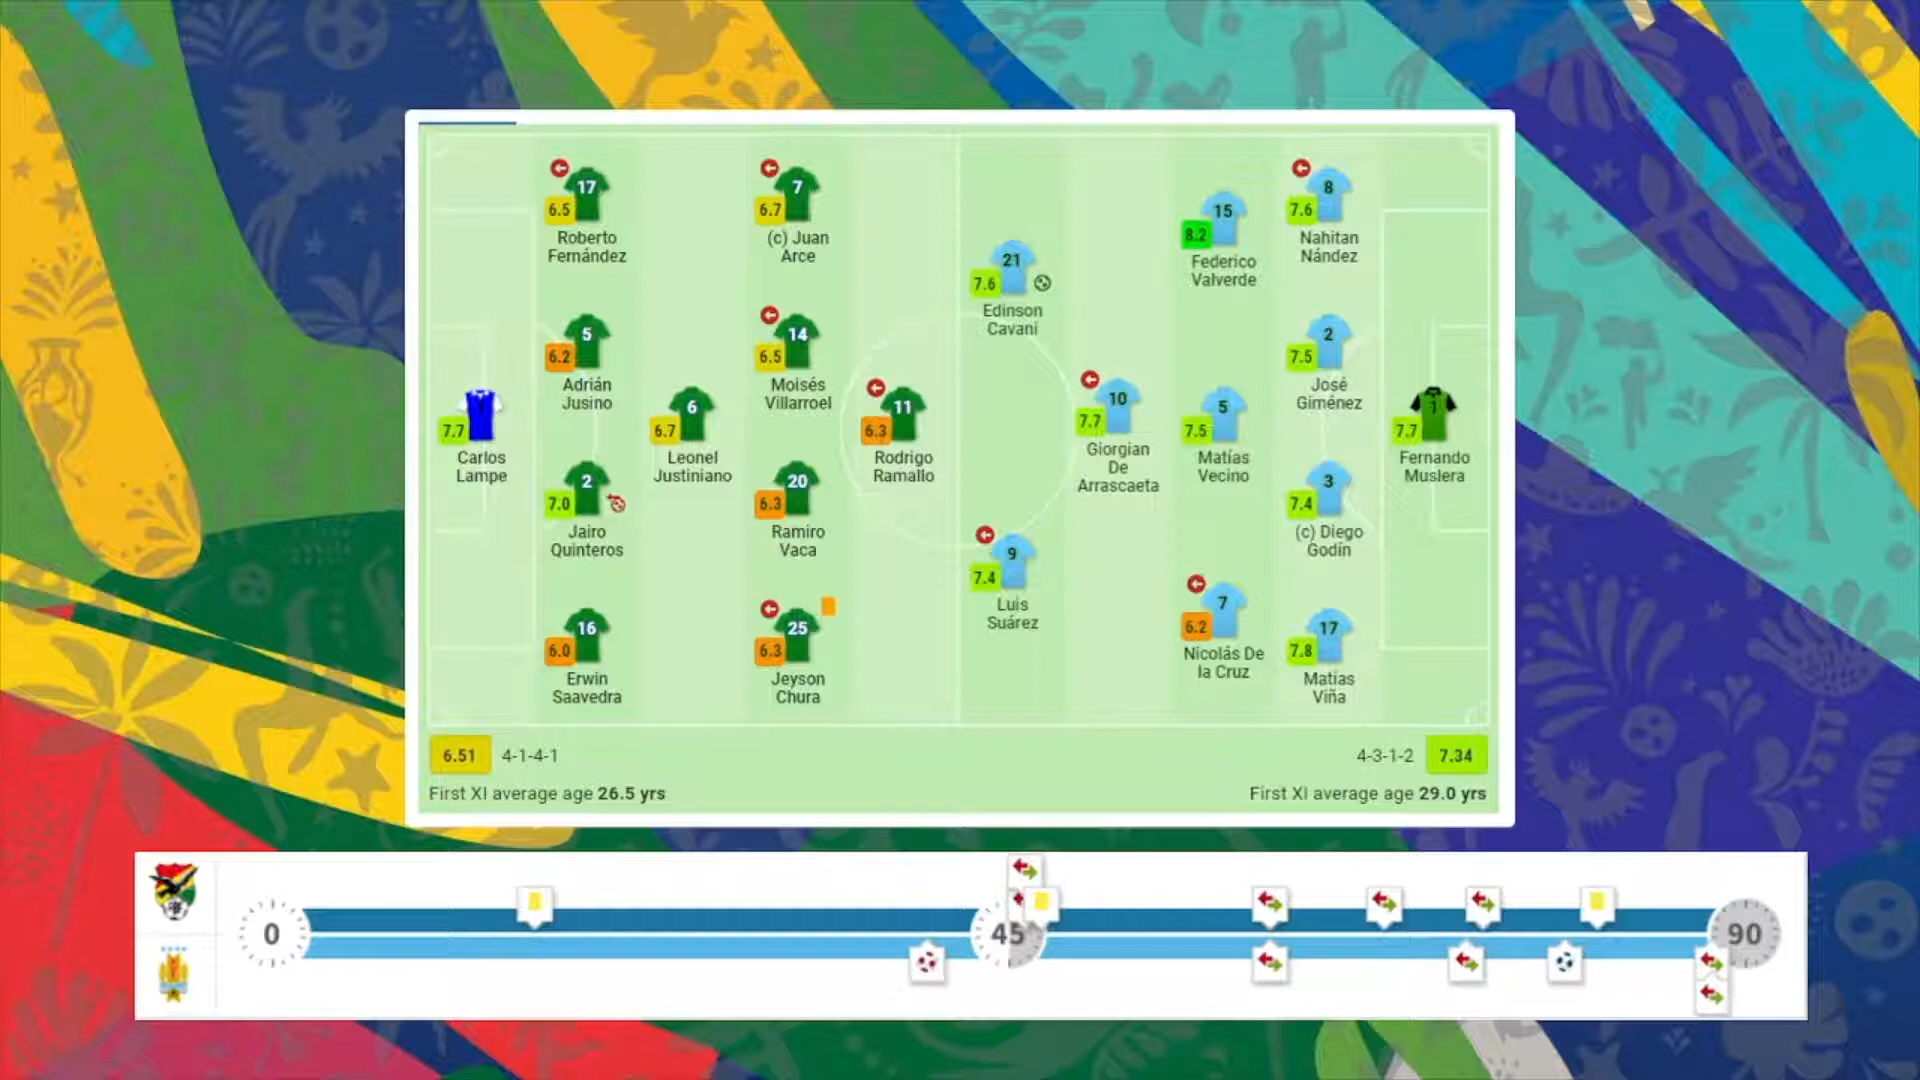 17
6.5
Roberto
Fernández
7
6.7
(c) Juan
Arce
5
6.2
Adrián
Jusino
14
6.5
Moisés
Villarroel
7.7
Carlos
Lampe
6
6.7
Leonel
Justiniano
11
6.3
Rodrigo
Ramallo
2
7.0
Jairo
Quinteros
20
6.3
Ramiro
Vaca
16
6.0
Erwin
Saavedra
25
6.3
Jeyson
Chura
21
7.6
Edinson
Cavani
15
8.2
Federico
Valverde
8
7.6
Nahitan
Nández
2
7.5
José
Giménez
10
7.7
Giorgian
De
Arrascaeta
5
7.5
Matías
Vecino
1
7.7
Fernando
Muslera
9
7.4
Luis
Suárez
3
7.4
(c) Diego
Godín
7
6.2
Nicolás De
la Cruz
17
7.8
Matías
Viña
6.51 4-1-4-1
4-3-1-2 7.34
First XI average age 26.5 yrs
First XI average age 29.0 yrs
0
45
90